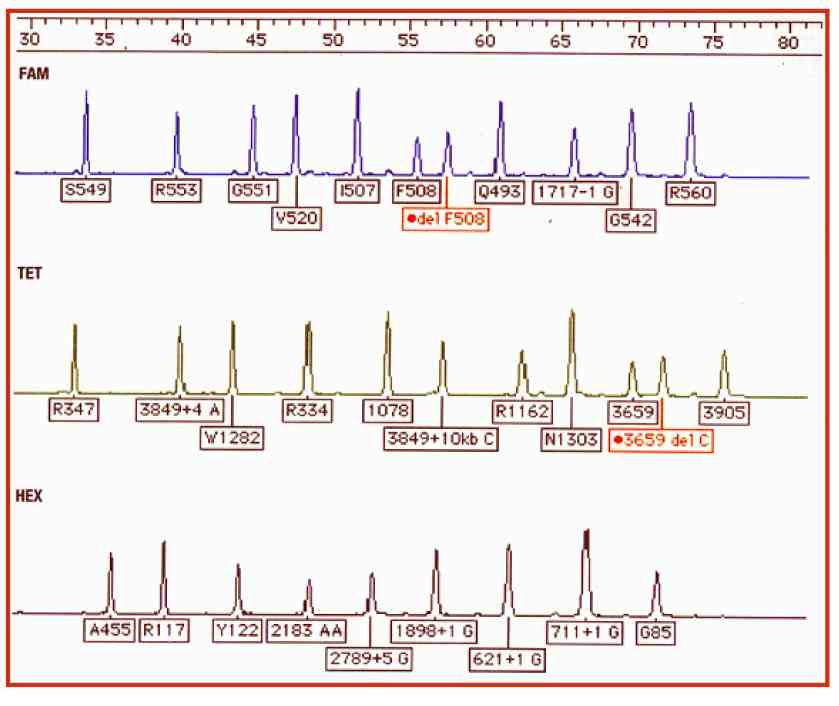 30 35 40 45 50 55 60 65 70 75 80
FAM
S549 R553 G551 I507 F508 Q493 1717-1 G R560
V520 ●del F508 G542
TET
R347 3849+4 A R334 1078 R1162 3659 3905
W1282 3849+10kb C N1303 ●3659 del C
HEX
A455 R117 Y122 2183 AA 1898+1 G 711+1 G G85
2789+5 G 621+1 G